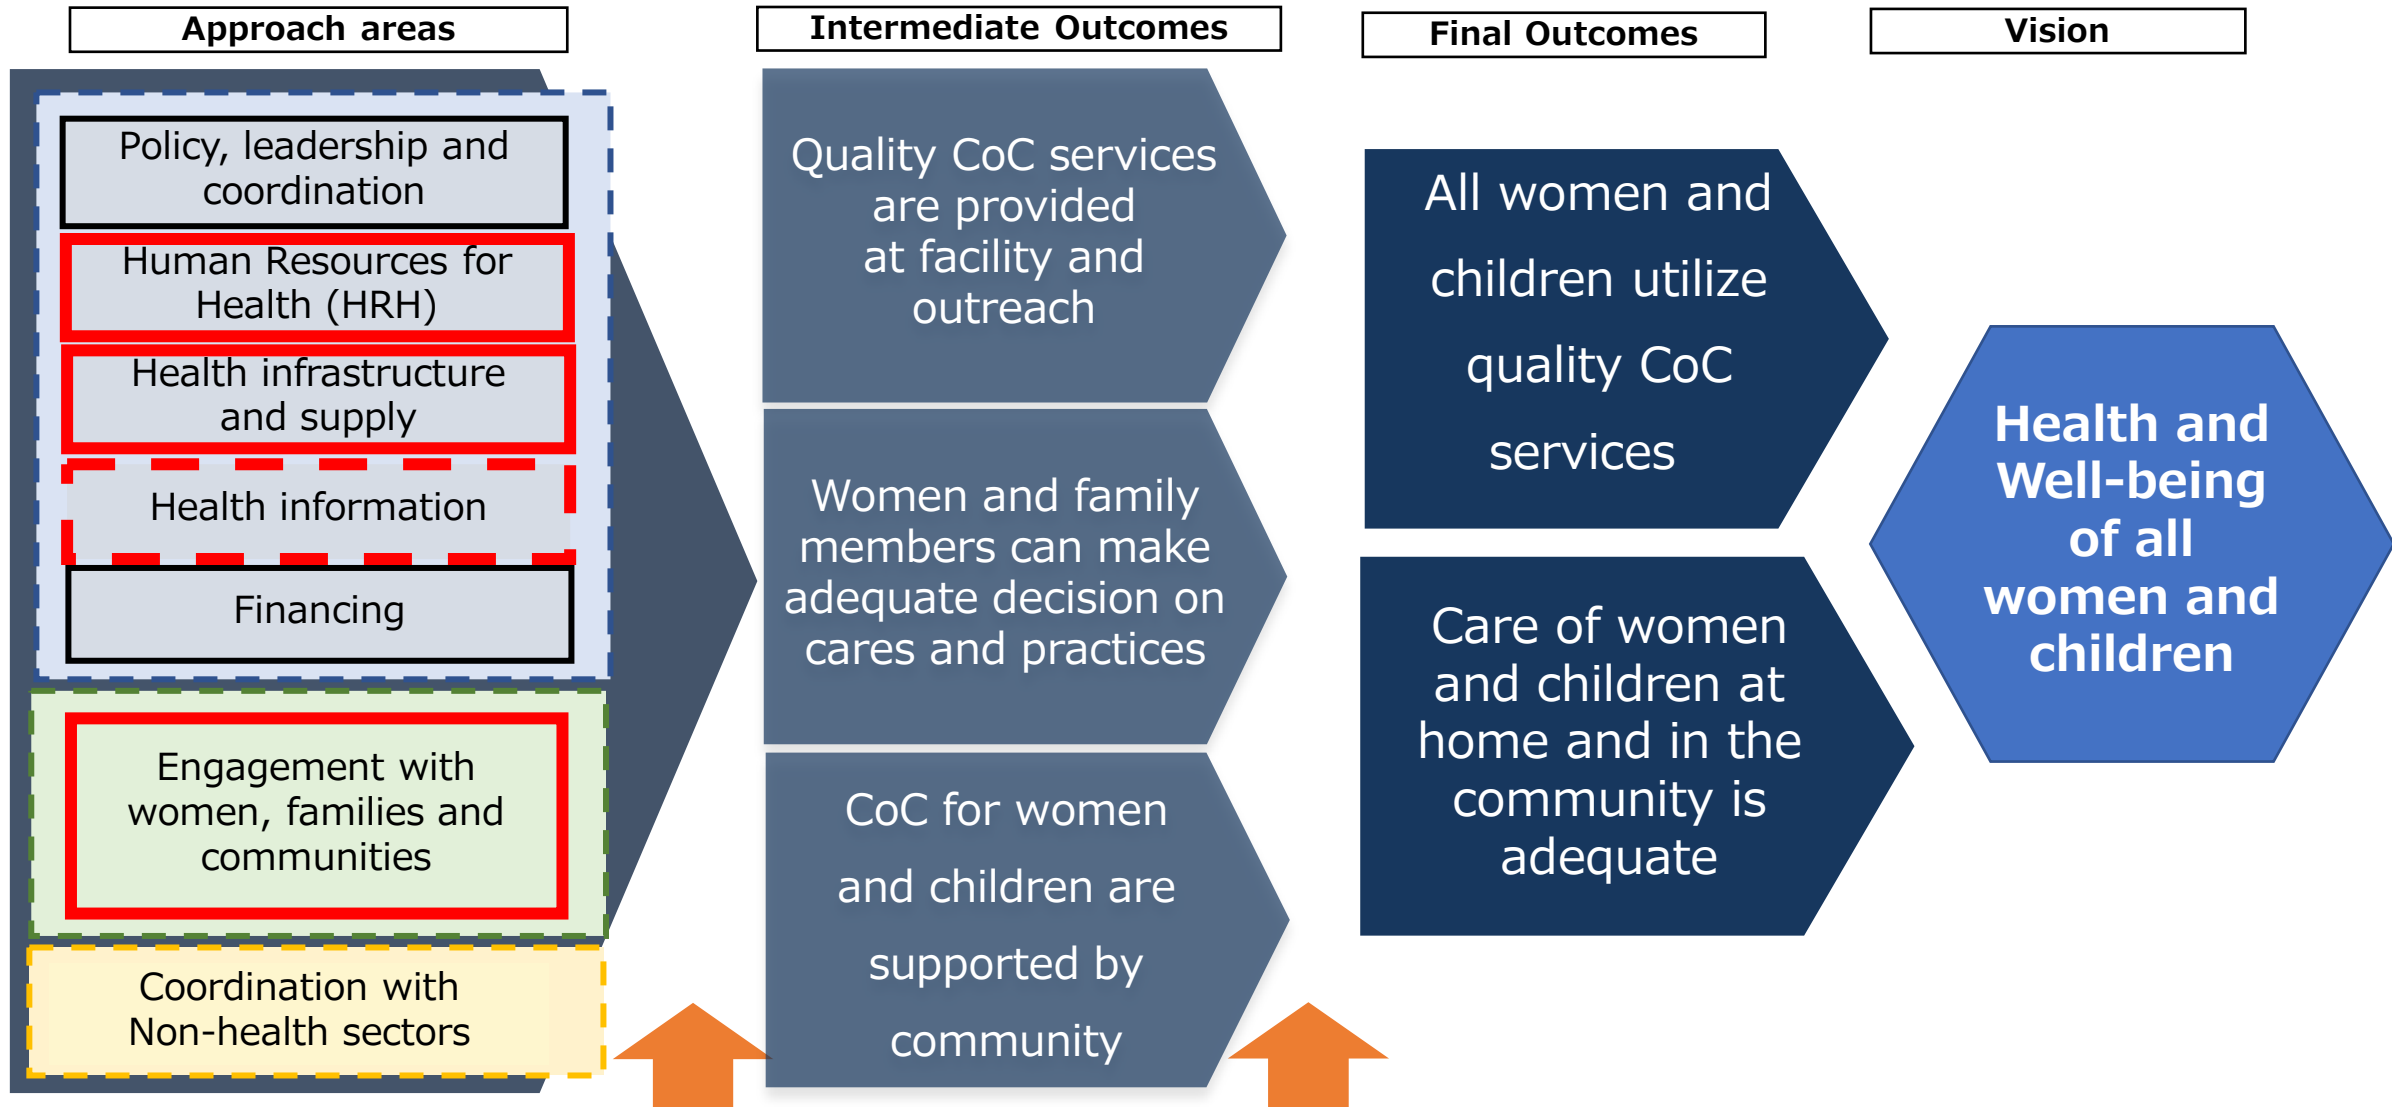 Approach areas
Intermediate Outcomes
Final Outcomes
Vision
Policy, leadership and
coordination
Human Resources for
Health (HRH)
Health infrastructure
and supply
Health information
Financing
Engagement with
women, families and
communities
Coordination with
Non-health sectors
Quality CoC services
are provided
at facility and
outreach
Women and family
members can make
adequate decision on
cares and practices
CoC for women
and children are
supported by
community
All women and
children utilize
quality CoC
services
Care of women
and children at
home and in the
community is
adequate
Health and
Well-being
of all
women and
children